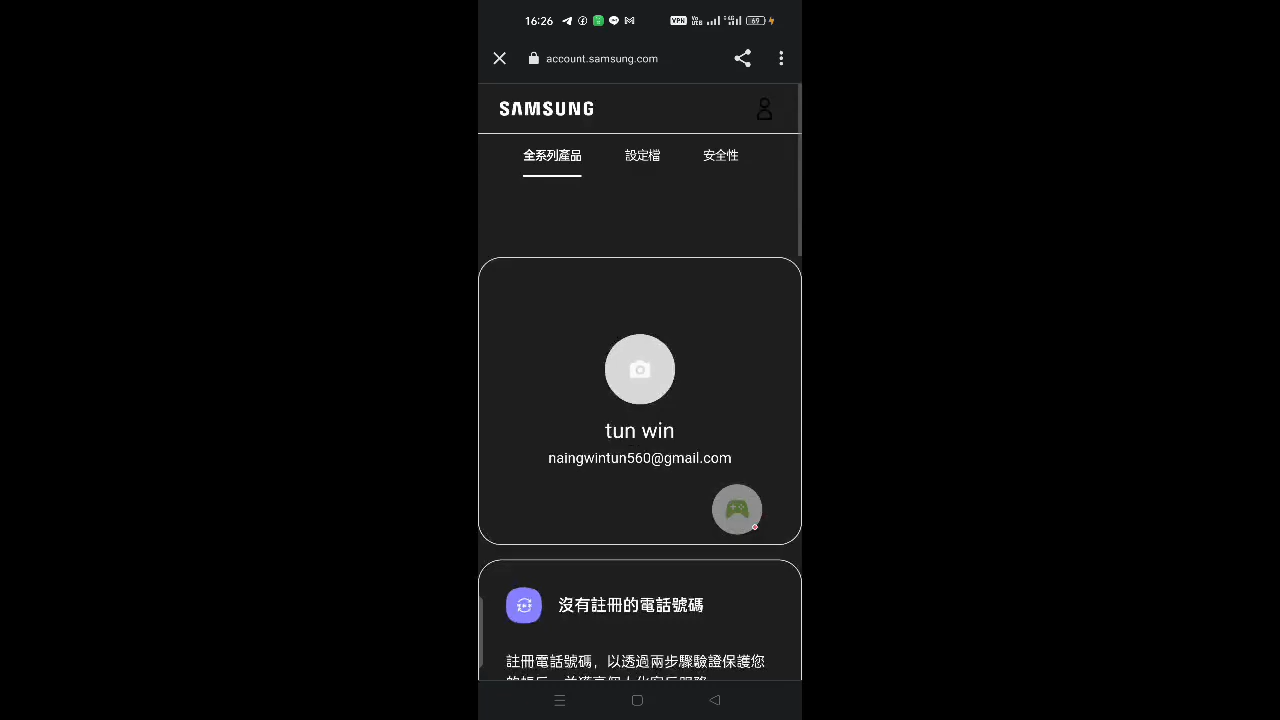 16:26
VPN
69
account.samsung.com
SAMSUNG
全系列產品
設定檔
安全性
tun win
naingwintun560@gmail.com
沒有註冊的電話號碼
註冊電話號碼，以透過兩步驟驗證保護您